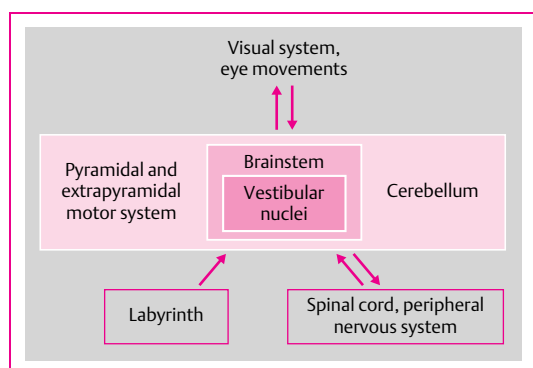 Visual system,
eye movements
Pyramidal and
extrapyramidal
motor system
Brainstem
Vestibular
nuclei
Cerebellum
Labyrinth
Spinal cord, peripheral
nervous system